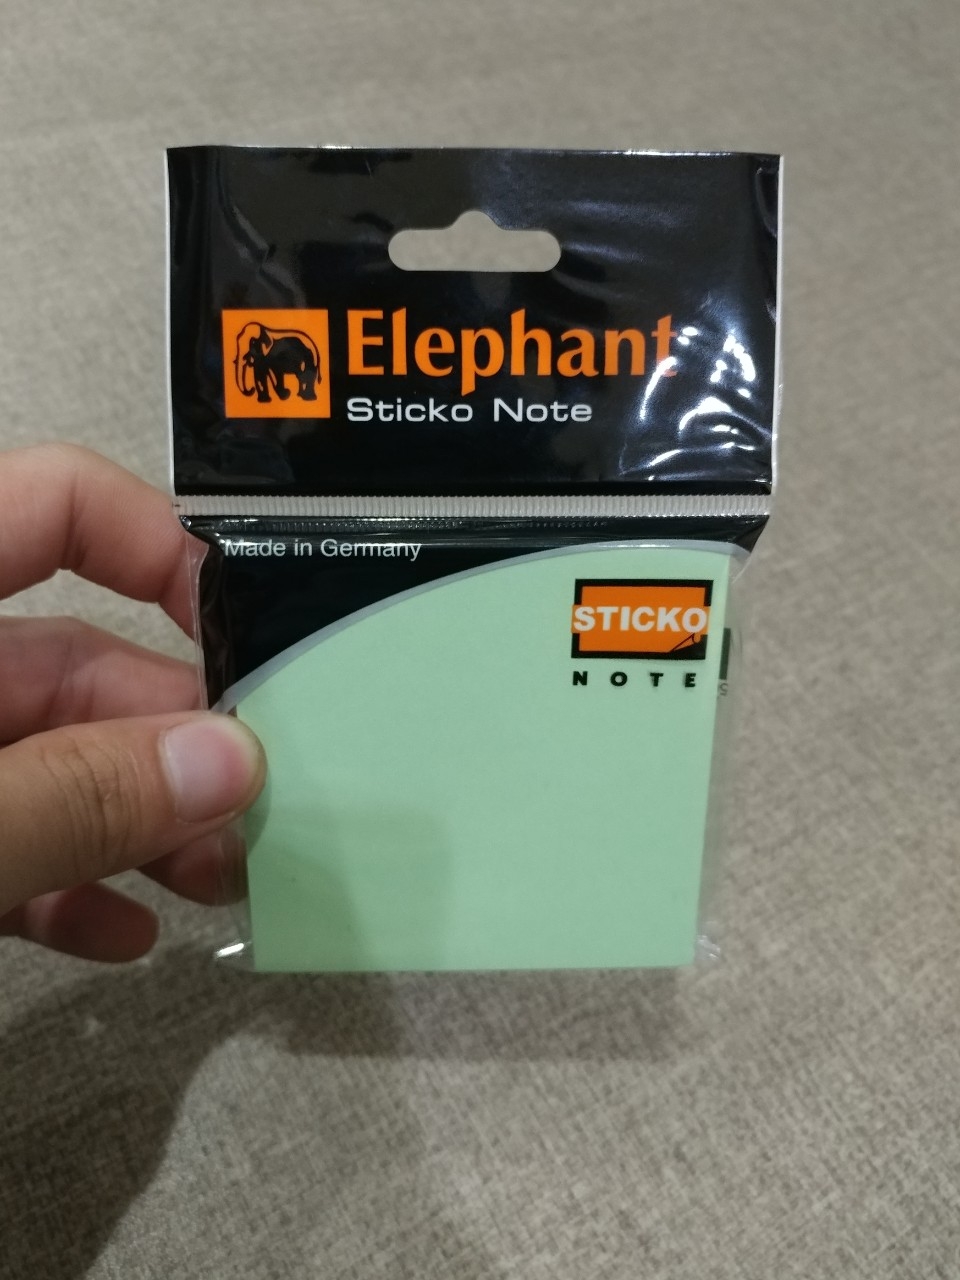 Elephant
Sticko Note
Made in Germany
STICKO
NOTE